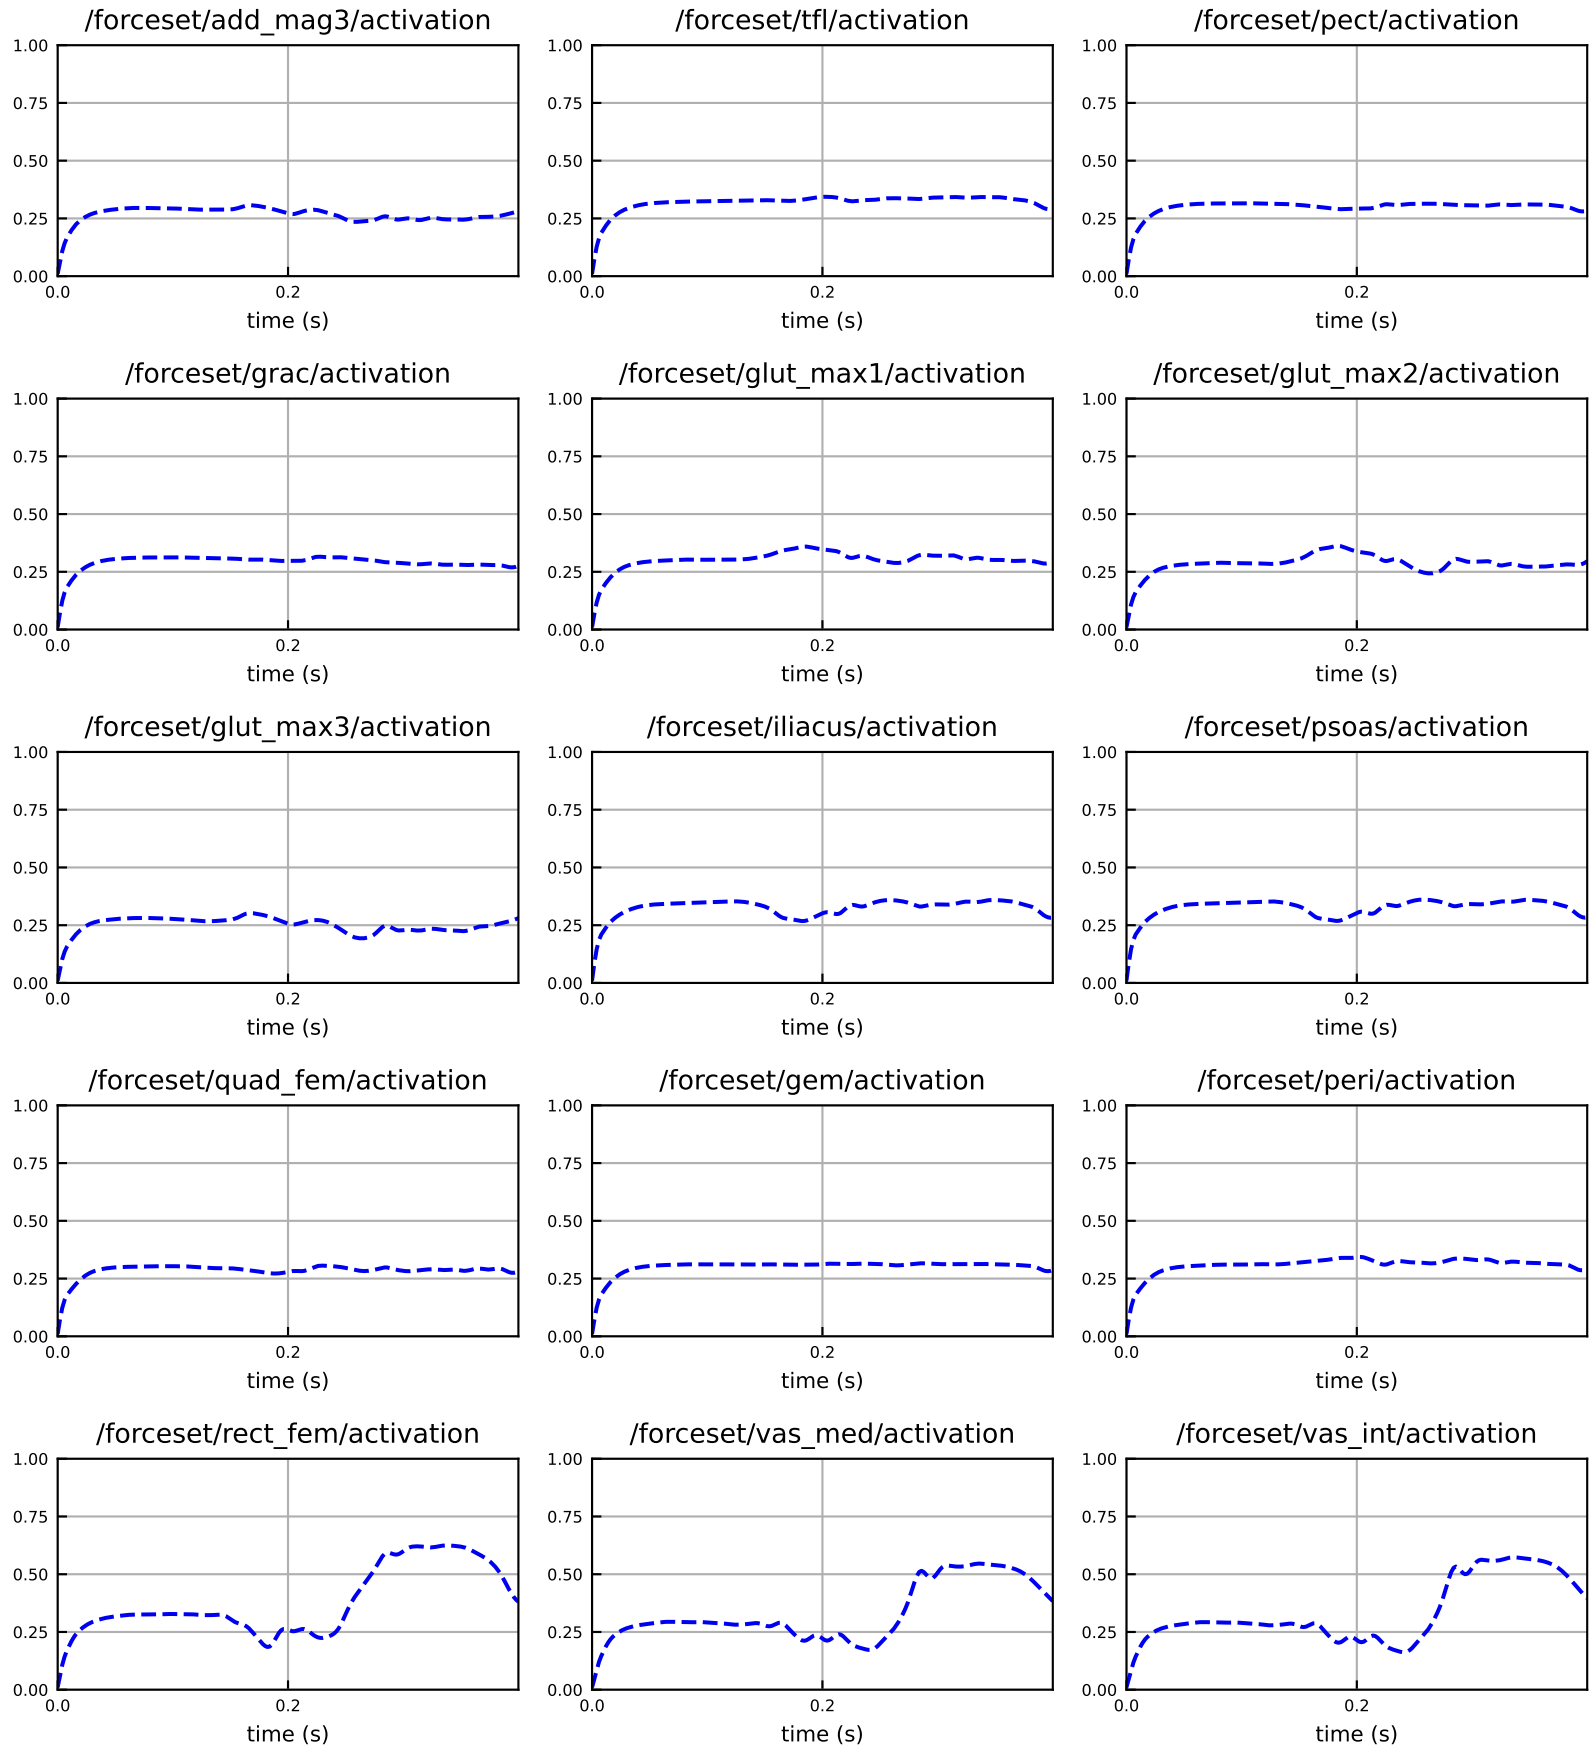 /forceset/add_mag3/activation /forceset/tfl/activation /forceset/pect/activation
1.00 1.00 1.00
0.75 0.75 0.75
0.50 0.50 0.50
0.25 0.25 0.25
0.00 0.00 0.00
0.0 0.2 0.0 0.2 0.0 0.2
time (s) time (s) time (s)
/forceset/grac/activation /forceset/glut_max1/activation /forceset/glut_max2/activation
1.00 1.00 1.00
0.75 0.75 0.75
0.50 0.50 0.50
0.25 0.25 0.25
0.00 0.00 0.00
0.0 0.2 0.0 0.2 0.0 0.2
time (s) time (s) time (s)
/forceset/glut_max3/activation /forceset/iliacus/activation /forceset/psoas/activation
1.00 1.00 1.00
0.75 0.75 0.75
0.50 0.50 0.50
0.25 0.25 0.25
0.00 0.00 0.00
0.0 0.2 0.0 0.2 0.0 0.2
time (s) time (s) time (s)
/forceset/quad_fem/activation /forceset/gem/activation /forceset/peri/activation
1.00 1.00 1.00
0.75 0.75 0.75
0.50 0.50 0.50
0.25 0.25 0.25
0.00 0.00 0.00
0.0 0.2 0.0 0.2 0.0 0.2
time (s) time (s) time (s)
/forceset/rect_fem/activation /forceset/vas_med/activation /forceset/vas_int/activation
1.00 1.00 1.00
0.75 0.75 0.75
0.50 0.50 0.50
0.25 0.25 0.25
0.00 0.00 0.00
0.0 0.2 0.0 0.2 0.0 0.2
time (s) time (s) time (s)